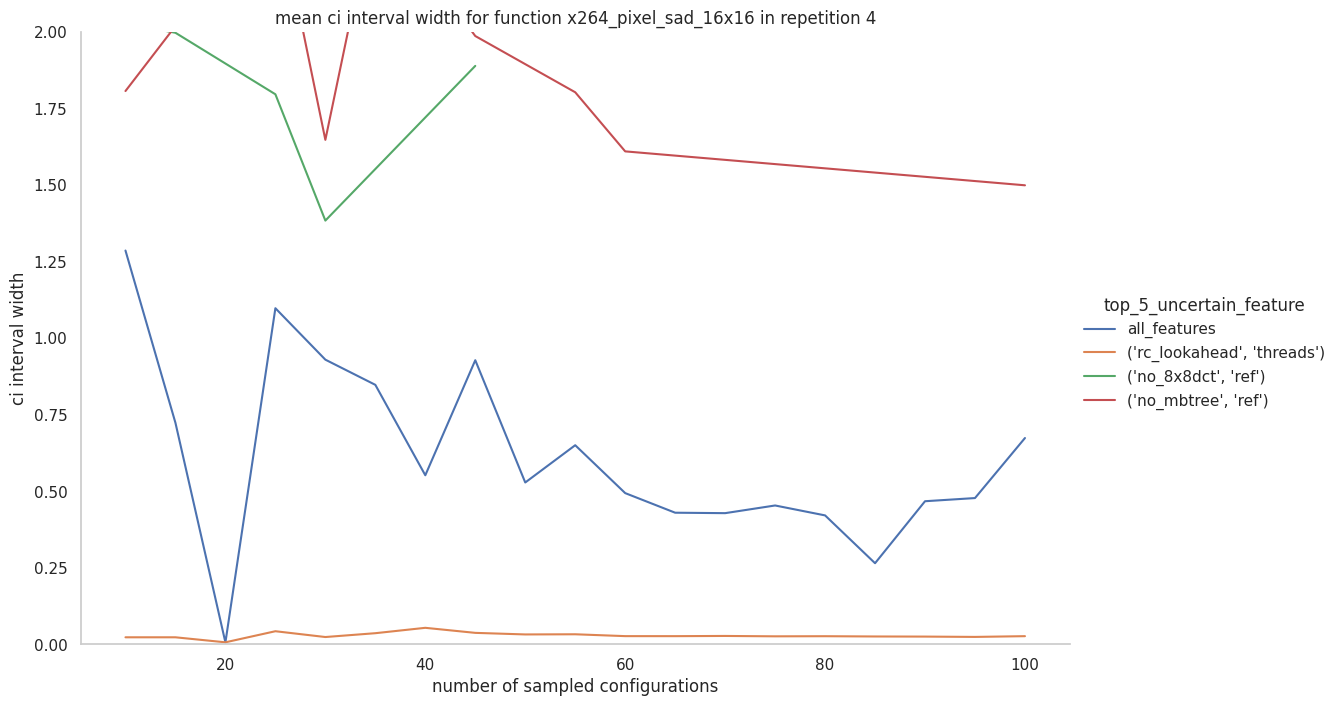 mean ci interval width for function x264_pixel_sad_16x16 in repetition 4
2.00
1.75
1.50
1.25
1.00
0.75
0.50
0.25
0.00
ci interval width
20
40
60
80
100
number of sampled configurations
top_5_uncertain_feature
all_features
('rc_lookahead', 'threads')
('no_8x8dct', 'ref')
('no_mbtree', 'ref')